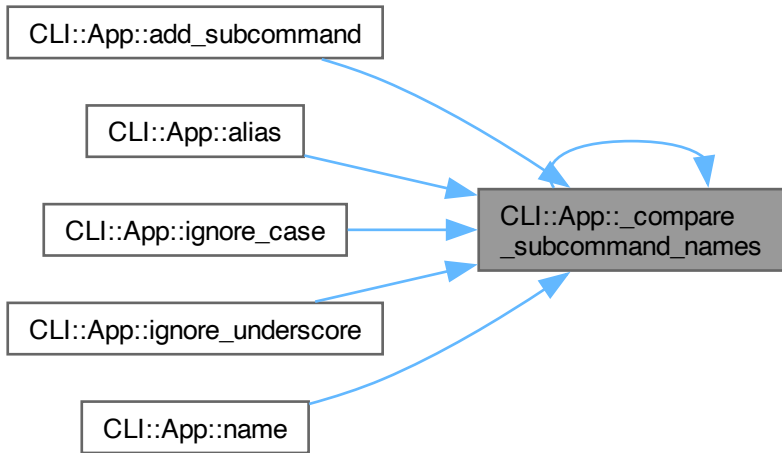 CLI::App::add_subcommand
CLI::App::alias
CLI::App::ignore_case
CLI::App::ignore_underscore
CLI::App::name
CLI::App::_compare
_subcommand_names